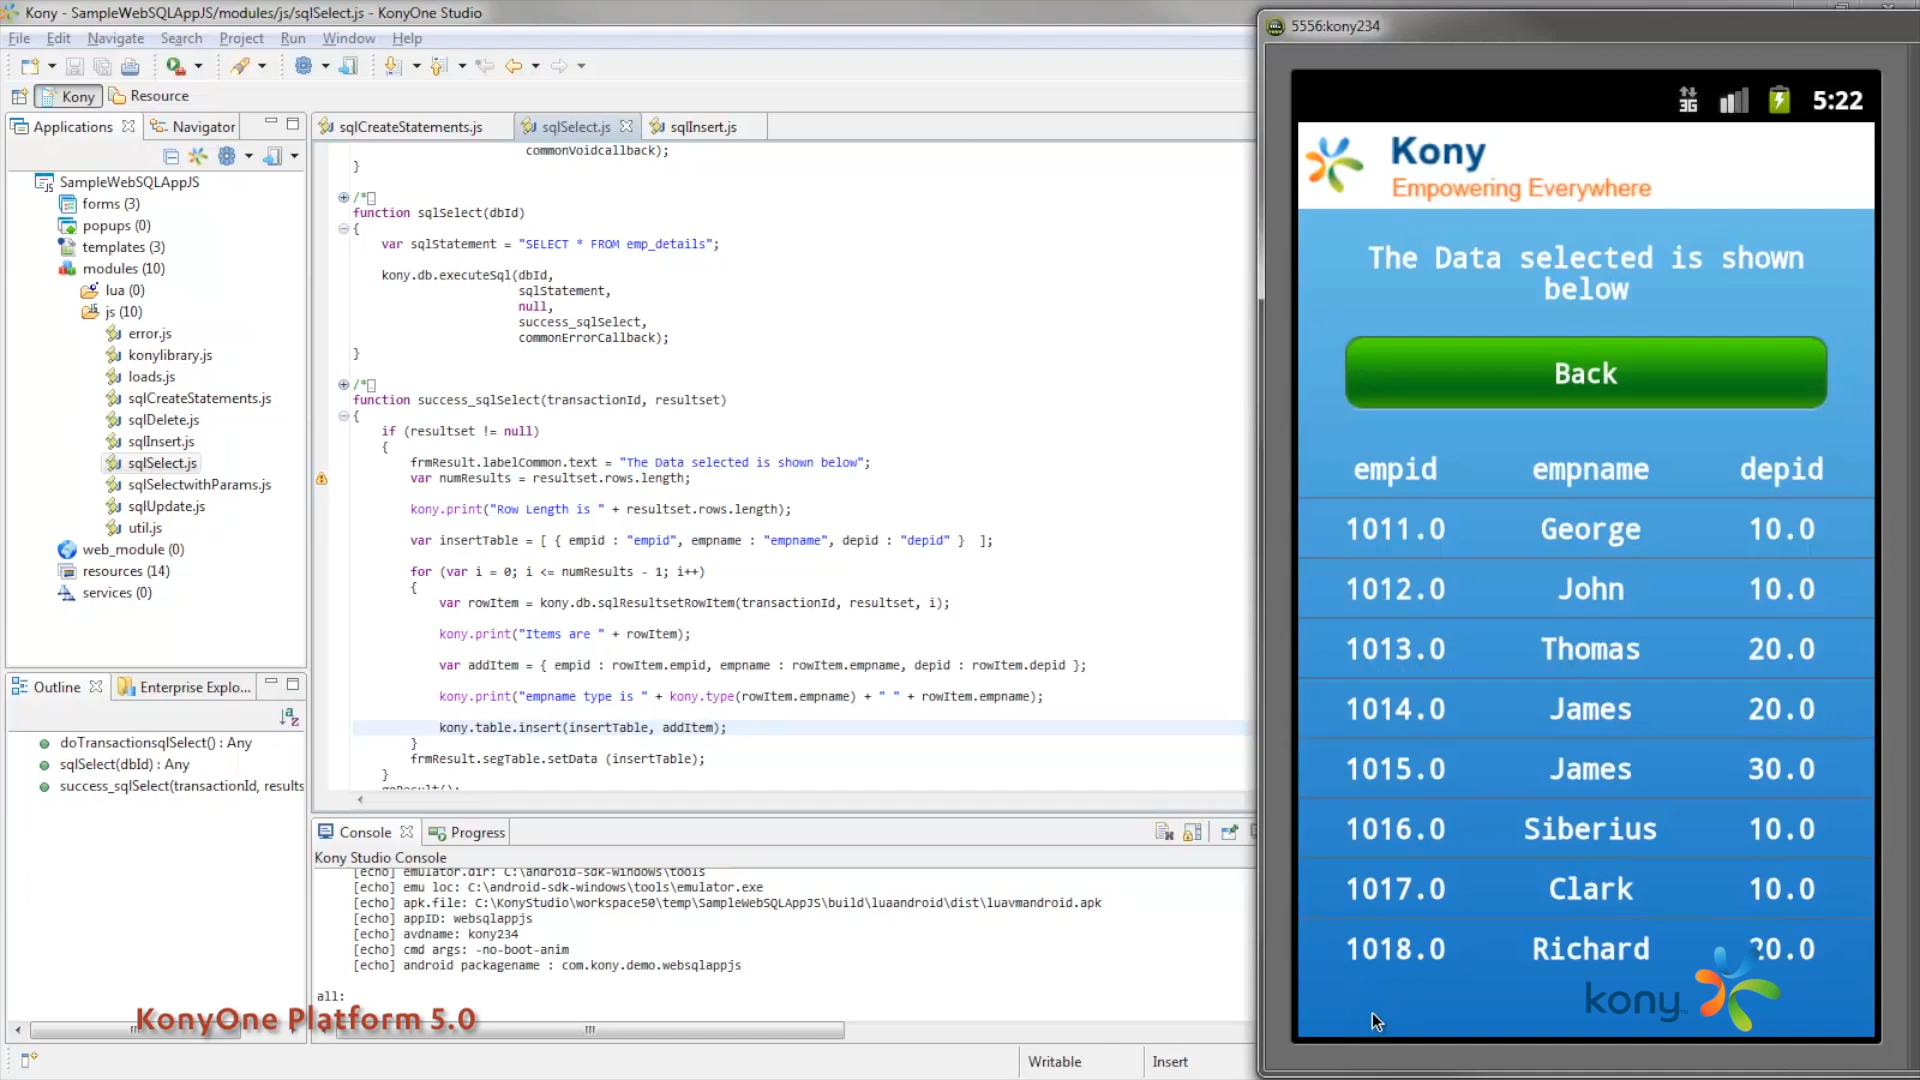 Kony - SampleWebSQLAppJS/modules/js/sqlSelect.js - KonyOne Studio
File Edit Navigate Search Project Run Window Help
Kony Resource
Applications Navigator
SampleWebSQLAppJS
forms (3)
popups (0)
templates (3)
modules (10)
lua (0)
js (10)
error.js
konylibrary.js
loads.js
sqlCreateStatements.js
sqlDelete.js
sqlInsert.js
sqlSelect.js
sqlSelectwithParams.js
sqlUpdate.js
util.js
web_module (0)
resources (14)
services (0)
Outline Enterprise Explo...
doTransactionsqlSelect() : Any
sqlSelect(dbId) : Any
success_sqlSelect(transactionId, results
sqlCreateStatements.js sqlSelect.js sqlInsert.js
commonVoidcallback);
}
/*
function sqlSelect(dbId)
{
var sqlStatement = "SELECT * FROM emp_details";
kony.db.executeSql(dbId,
sqlStatement,
null,
success_sqlSelect,
commonErrorCallback);
}
/*
function success_sqlSelect(transactionId, resultset)
{
if (resultset != null)
{
frmResult.labelCommon.text = "The Data selected is shown below";
var numResults = resultset.rows.length;
kony.print("Row Length is " + resultset.rows.length);
var insertTable = [ { empid : "empid", empname : "empname", depid : "depid" } ];
for (var i = 0; i <= numResults - 1; i++)
{
var rowItem = kony.db.sqlResultsetRowItem(transactionId, resultset, i);
kony.print("Items are " + rowItem);
var addItem = { empid : rowItem.empid, empname : rowItem.empname, depid : rowItem.depid };
kony.print("empname type is " + kony.type(rowItem.empname) + " " + rowItem.empname);
kony.table.insert(insertTable, addItem);
}
frmResult.segTable.setData (insertTable);
}
Console Progress
Kony Studio Console
[echo] emulator.dir: C:\android-sdk-windows\tools
[echo] emu loc: C:\android-sdk-windows\tools\emulator.exe
[echo] apk.file: C:\KonyStudio\workspace50\temp\SampleWebSQLAppJS\build\luaandroid\dist\luavmandroid.apk
[echo] appID: websqlappjs
[echo] avdname: kony234
[echo] cmd args: -no-boot-anim
[echo] android packagename : com.kony.demo.websqlappjs
all:
KonyOne Platform 5.0
Writable Insert
5556:kony234
3G 5:22
Kony
Empowering Everywhere
The Data selected is shown
below
Back
empid empname depid
1011.0 George 10.0
1012.0 John 10.0
1013.0 Thomas 20.0
1014.0 James 20.0
1015.0 James 30.0
1016.0 Siberius 10.0
1017.0 Clark 10.0
1018.0 Richard 20.0
kony